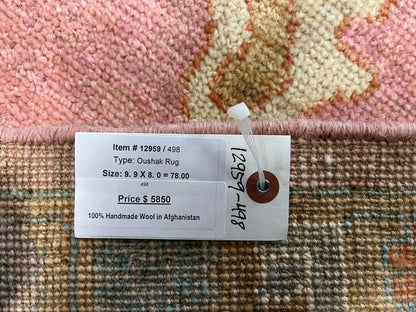 Item # 12959 / 498
Type: Oushak Rug
Size: 9, 9 X 8, 0 = 78.00
498
Price $ 5850
100% Handmade Wool in Afghanistan
12959-498